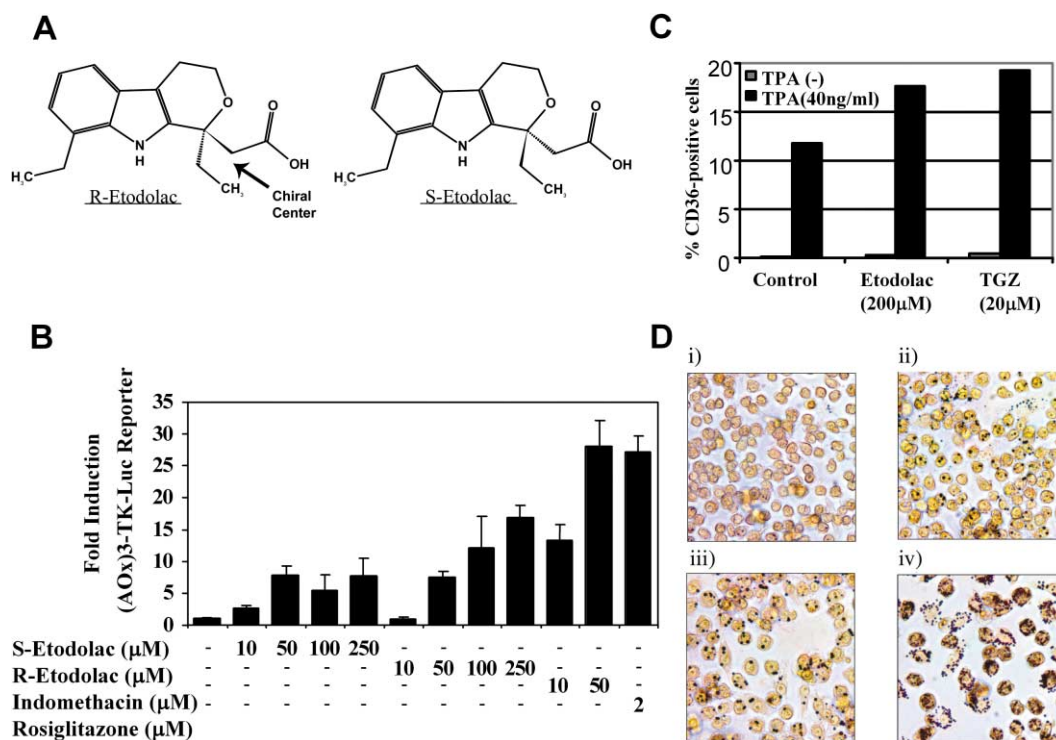 A
H₃C
N
H
O
O
OH
CH₃
R-Etodolac
Chiral
Center
H₃C
N
H
O
O
OH
CH₃
S-Etodolac
B
Fold Induction
(AOx)3-TK-Luc Reporter
35
30
25
20
15
10
5
0
S-Etodolac (μM) - 10 50 100 250 - - - - - - -
R-Etodolac (μM) - - - - - 10 50 100 250 - - -
Indomethacin (μM) - - - - - - - - - 10 50 -
Rosiglitazone (μM) - - - - - - - - - - - 2
C
% CD36-positive cells
20
15
10
5
0
TPA (-)
TPA(40ng/ml)
Control Etodolac TGZ
(200μM) (20μM)
D
i) ii)
iii) iv)